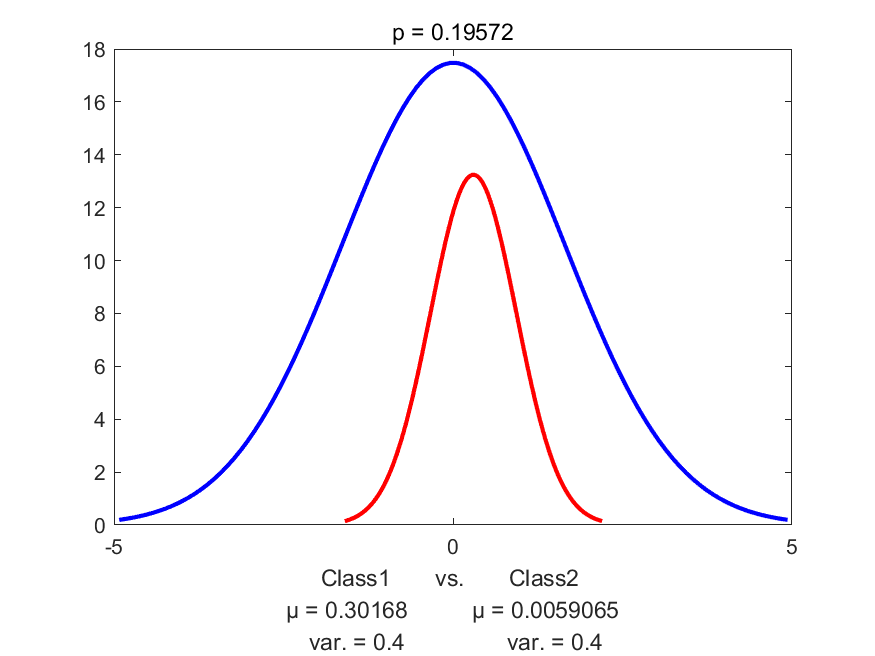 p = 0.19572
18
16
14
12
10
8
6
4
2
0
-5 0 5
Class1 vs. Class2
μ = 0.30168 μ = 0.0059065
var. = 0.4 var. = 0.4